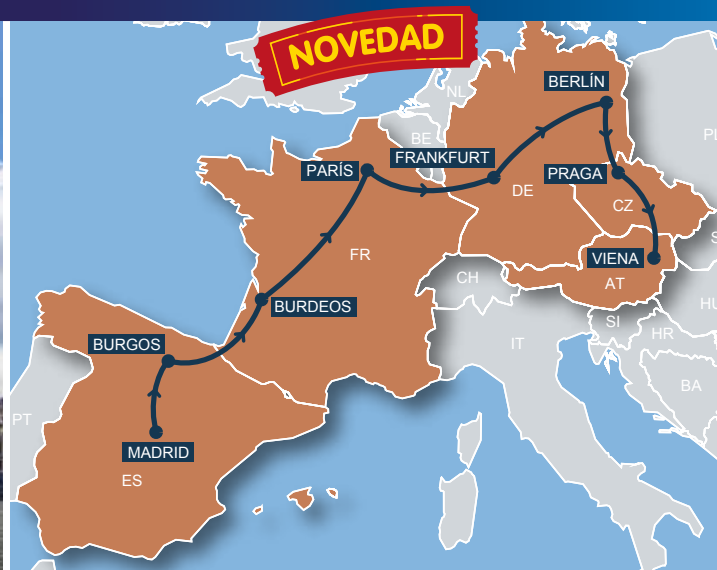 NOVEDAD
BERLÍN
NL
BE
FRANKFURT
PARÍS
PRAGA
DE
CZ
FR
VIENA
CH
AT
BURDEOS
SI
HR
BURGOS
IT
BA
PT
MADRID
ES